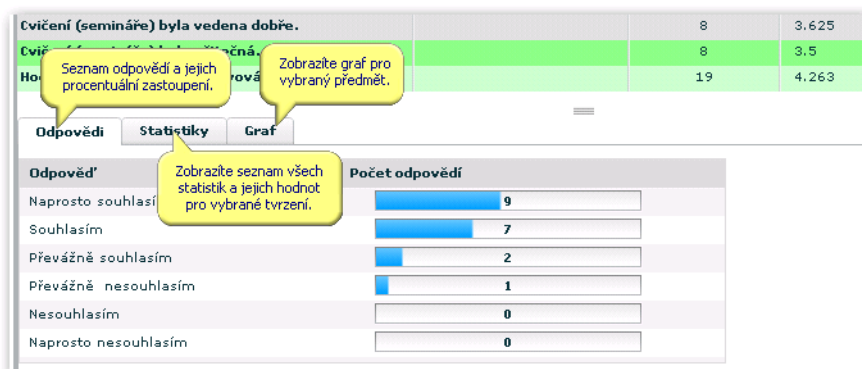 Cvičení (semináře) byla vedena dobře. 8 3.625
8 3.5
19 4.263
Seznam odpovědí a jejich
procentuální zastoupení.
Zobrazíte graf pro
vybraný předmět.
Odpovědi Statistiky Graf
Zobrazíte seznam všech
statistik a jejich hodnot
pro vybrané tvrzení.
Odpověď Počet odpovědí
Naprosto 9
Souhlasím 7
Převážně souhlasím 2
Převážně nesouhlasím 1
Nesouhlasím 0
Naprosto nesouhlasím 0